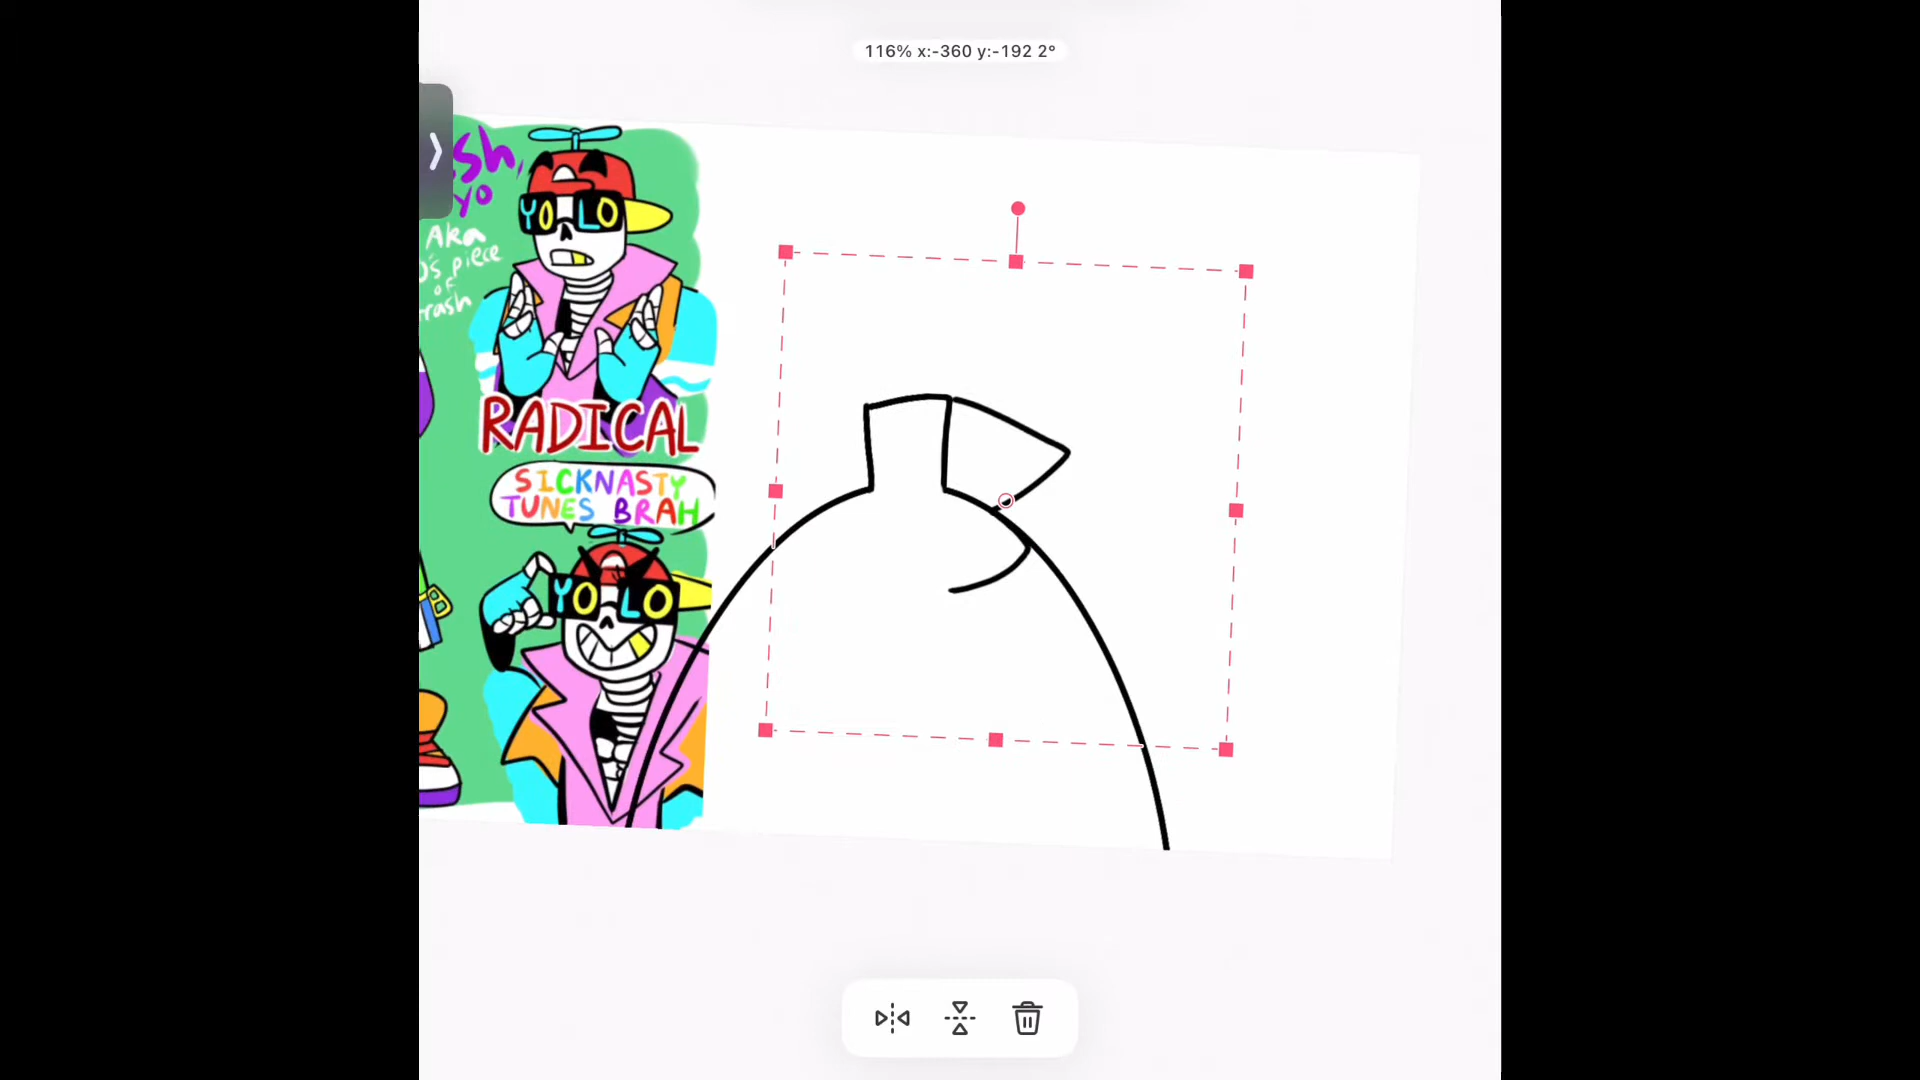 116% x:-360 y:-192 2°
sh,
yo
Aka
's piece
of
trash
YOLO
RADICAL
SICKNASTY
TUNES BRAH
YOLO